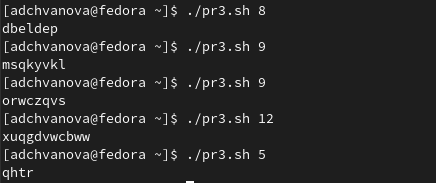 [adchvanova@fedora ~]$ ./pr3.sh 8
dbeldep
[adchvanova@fedora ~]$ ./pr3.sh 9
msqkyvkl
[adchvanova@fedora ~]$ ./pr3.sh 9
orwczqvs
[adchvanova@fedora ~]$ ./pr3.sh 12
xuqgdvwcbww
[adchvanova@fedora ~]$ ./pr3.sh 5
qhtr